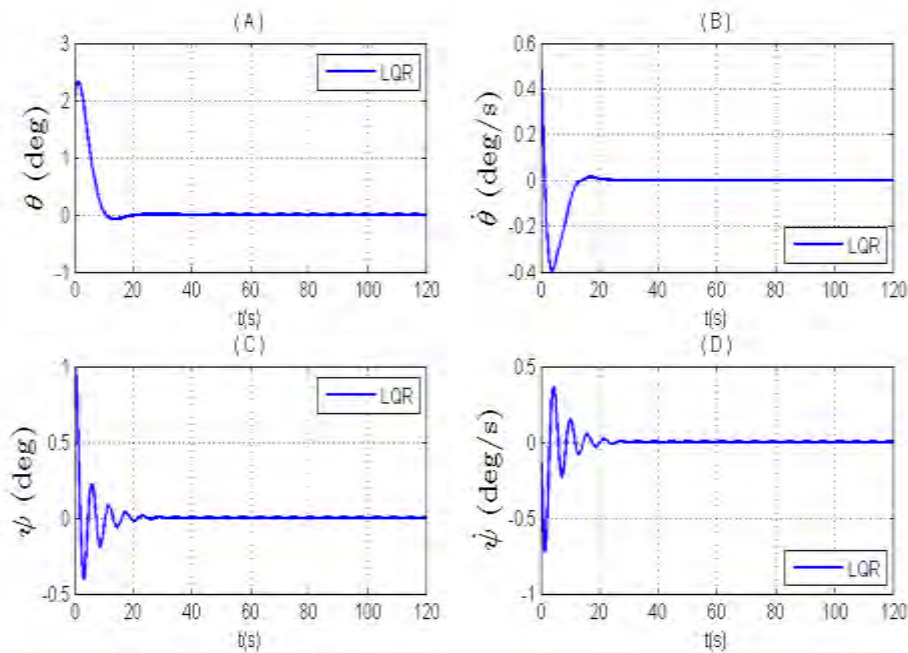 (A)
3
2
1
0
-1
θ (deg)
LQR
0 20 40 60 80 100 120
t(s)
(B)
0.6
0.4
0.2
0
-0.2
-0.4
θ̇ (deg/s)
LQR
0 20 40 60 80 100 120
t(s)
(C)
1
0.5
0
-0.5
ψ (deg)
LQR
0 20 40 60 80 100 120
t(s)
(D)
0.5
0
-0.5
-1
ψ̇ (deg/s)
LQR
0 20 40 60 80 100 120
t(s)